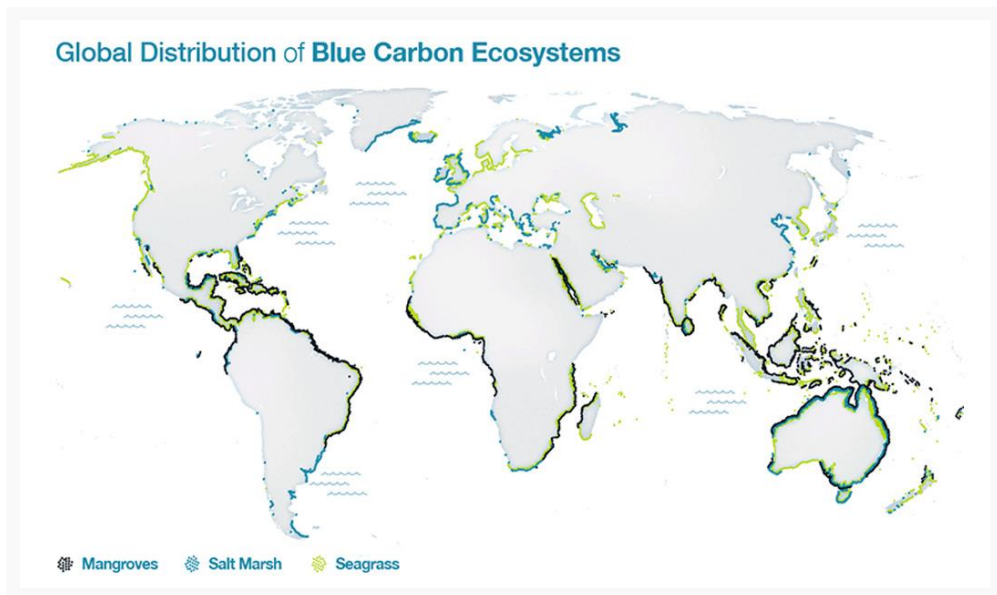 Global Distribution of Blue Carbon Ecosystems
Mangroves Salt Marsh Seagrass